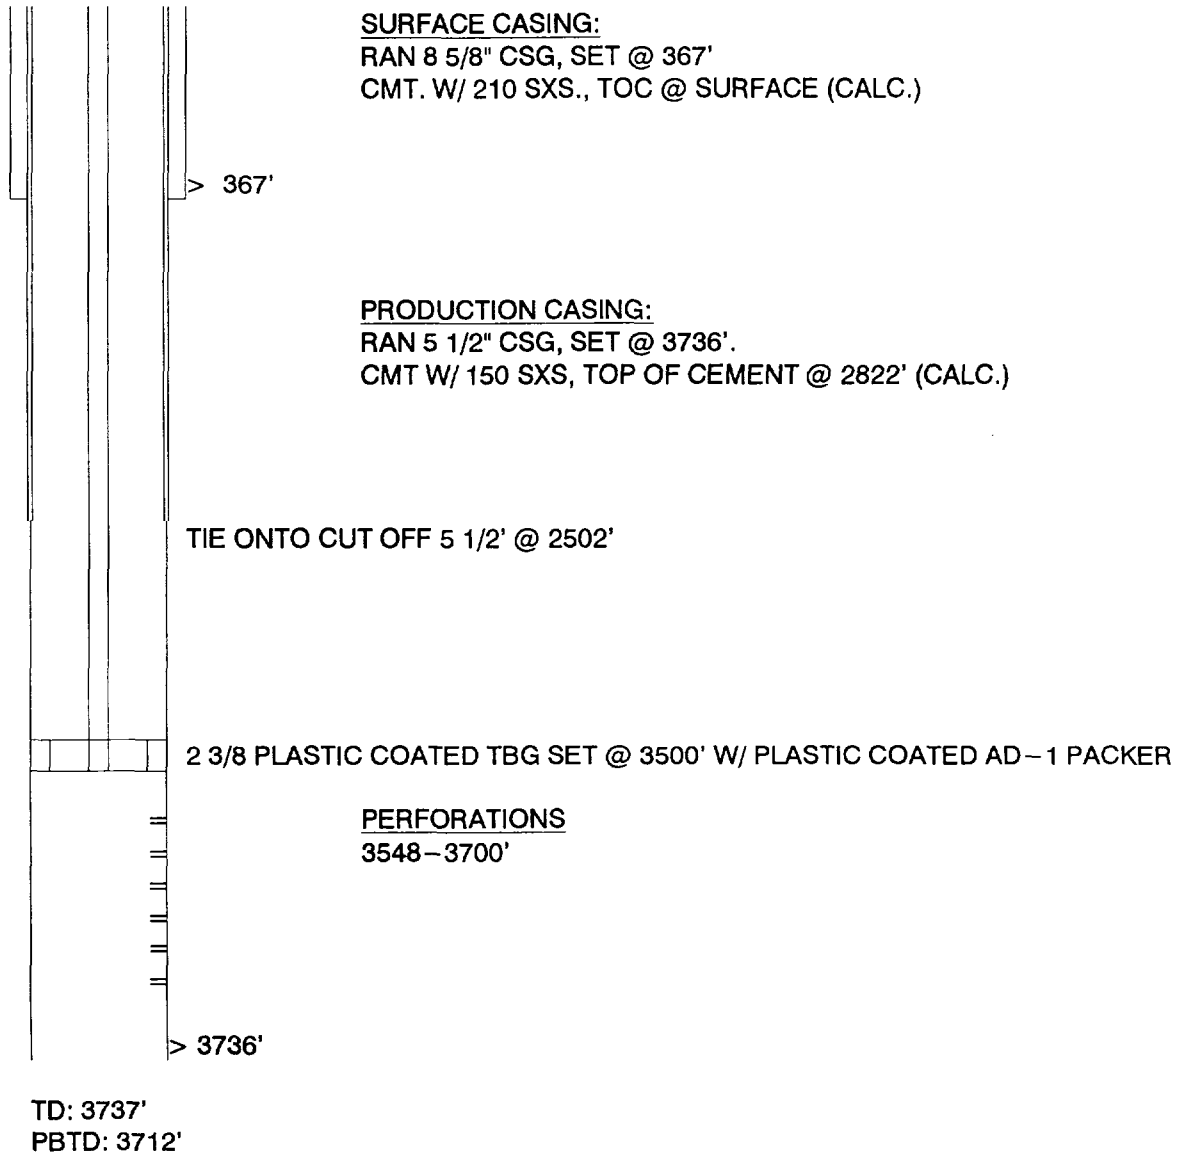 SURFACE CASING:
RAN 8 5/8" CSG, SET @ 367'
CMT. W/ 210 SXS., TOC @ SURFACE (CALC.)
> 367'
PRODUCTION CASING:
RAN 5 1/2" CSG, SET @ 3736'.
CMT W/ 150 SXS, TOP OF CEMENT @ 2822' (CALC.)
TIE ONTO CUT OFF 5 1/2' @ 2502'
2 3/8 PLASTIC COATED TBG SET @ 3500' W/ PLASTIC COATED AD-1 PACKER
PERFORATIONS
3548-3700'
> 3736'
TD: 3737'
PBTD: 3712'